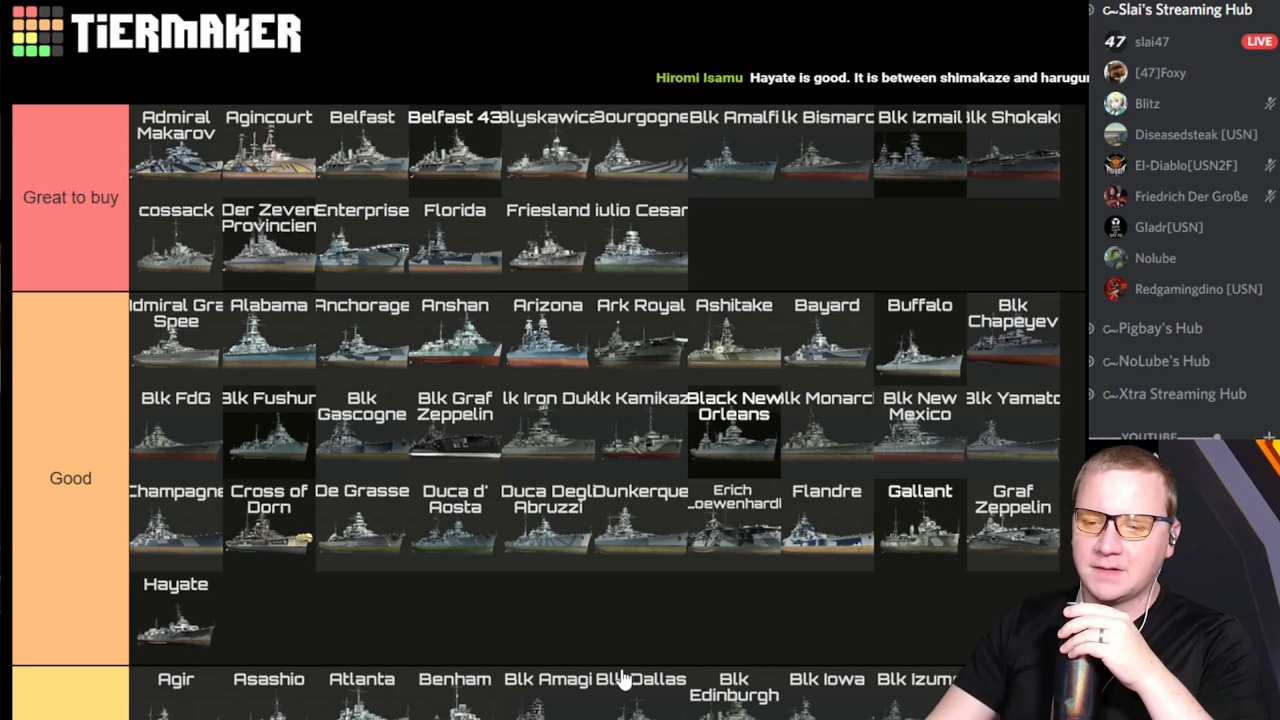 TIERMAKER
Hiromi Isamu Hayate is good. It is between shimakaze and harugu
Great to buy
Admiral Makarov
Agincourt
Belfast
Belfast 43
Blyskawica
Bourgogne
Blk Amalfi
lk Bismarc
Blk Izmail
lk Shokak
cossack
Der Zeven Provincien
Enterprise
Florida
Friesland
iulio Cesar
Good
dmiral Gra Spee
Alabama
Anchorage
Anshan
Arizona
Ark Royal
Ashitake
Bayard
Buffalo
Blk Chapeyev
Blk FdG
Blk Fushun
Blk Gascogne
Blk Graf Zeppelin
lk Iron Duk
lk Kamikaz
Black New Orleans
lk Monarc
Blk New Mexico
Blk Yamato
Champagne
Cross of Dorn
De Grasse
Duca d' Aosta
Duca Degl Abruzzi
Dunkerque
Erich Loewenhardt
Flandre
Gallant
Graf Zeppelin
Hayate
Agir
Asashio
Atlanta
Benham
Blk Amagi
Blk Dallas
Blk Edinburgh
Blk Iowa
Blk Izum
Slai's Streaming Hub
47 slai47 LIVE
[47]Foxy
Blitz
Diseasedsteak [USN]
El-Diablo[USN2F]
Friedrich Der Große
Gladr[USN]
Nolube
Redgamingdino [USN]
Pigbay's Hub
NoLube's Hub
Xtra Streaming Hub
YOUTUBE